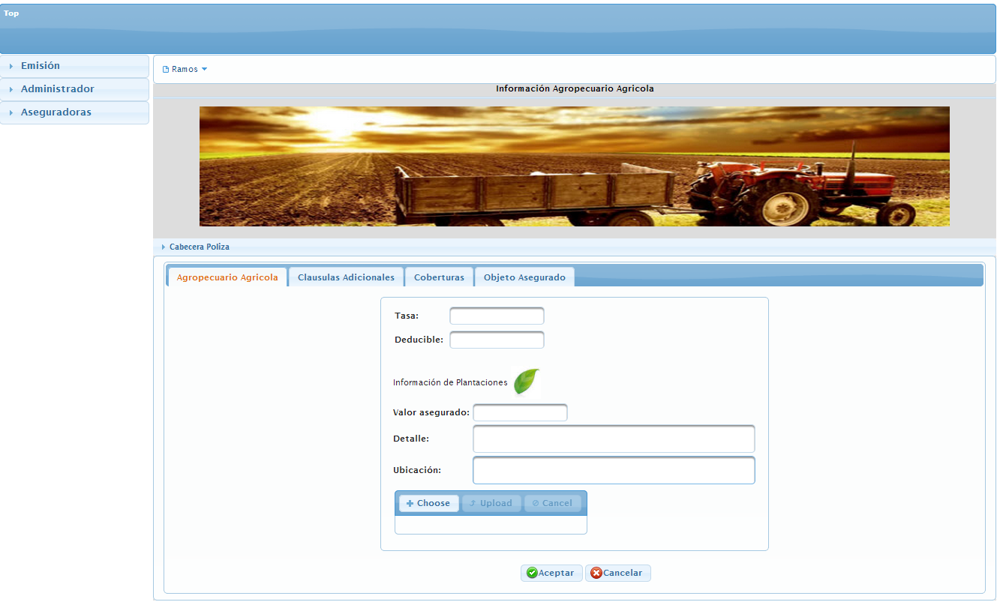 Top
Emisión
Administrador
Aseguradoras
Ramos
Información Agropecuario Agricola
Cabecera Poliza
Agropecuario Agricola Clausulas Adicionales Coberturas Objeto Asegurado
Tasa:
Deducible:
Información de Plantaciones
Valor asegurado:
Detalle:
Ubicación:
Choose Upload Cancel
Aceptar Cancelar